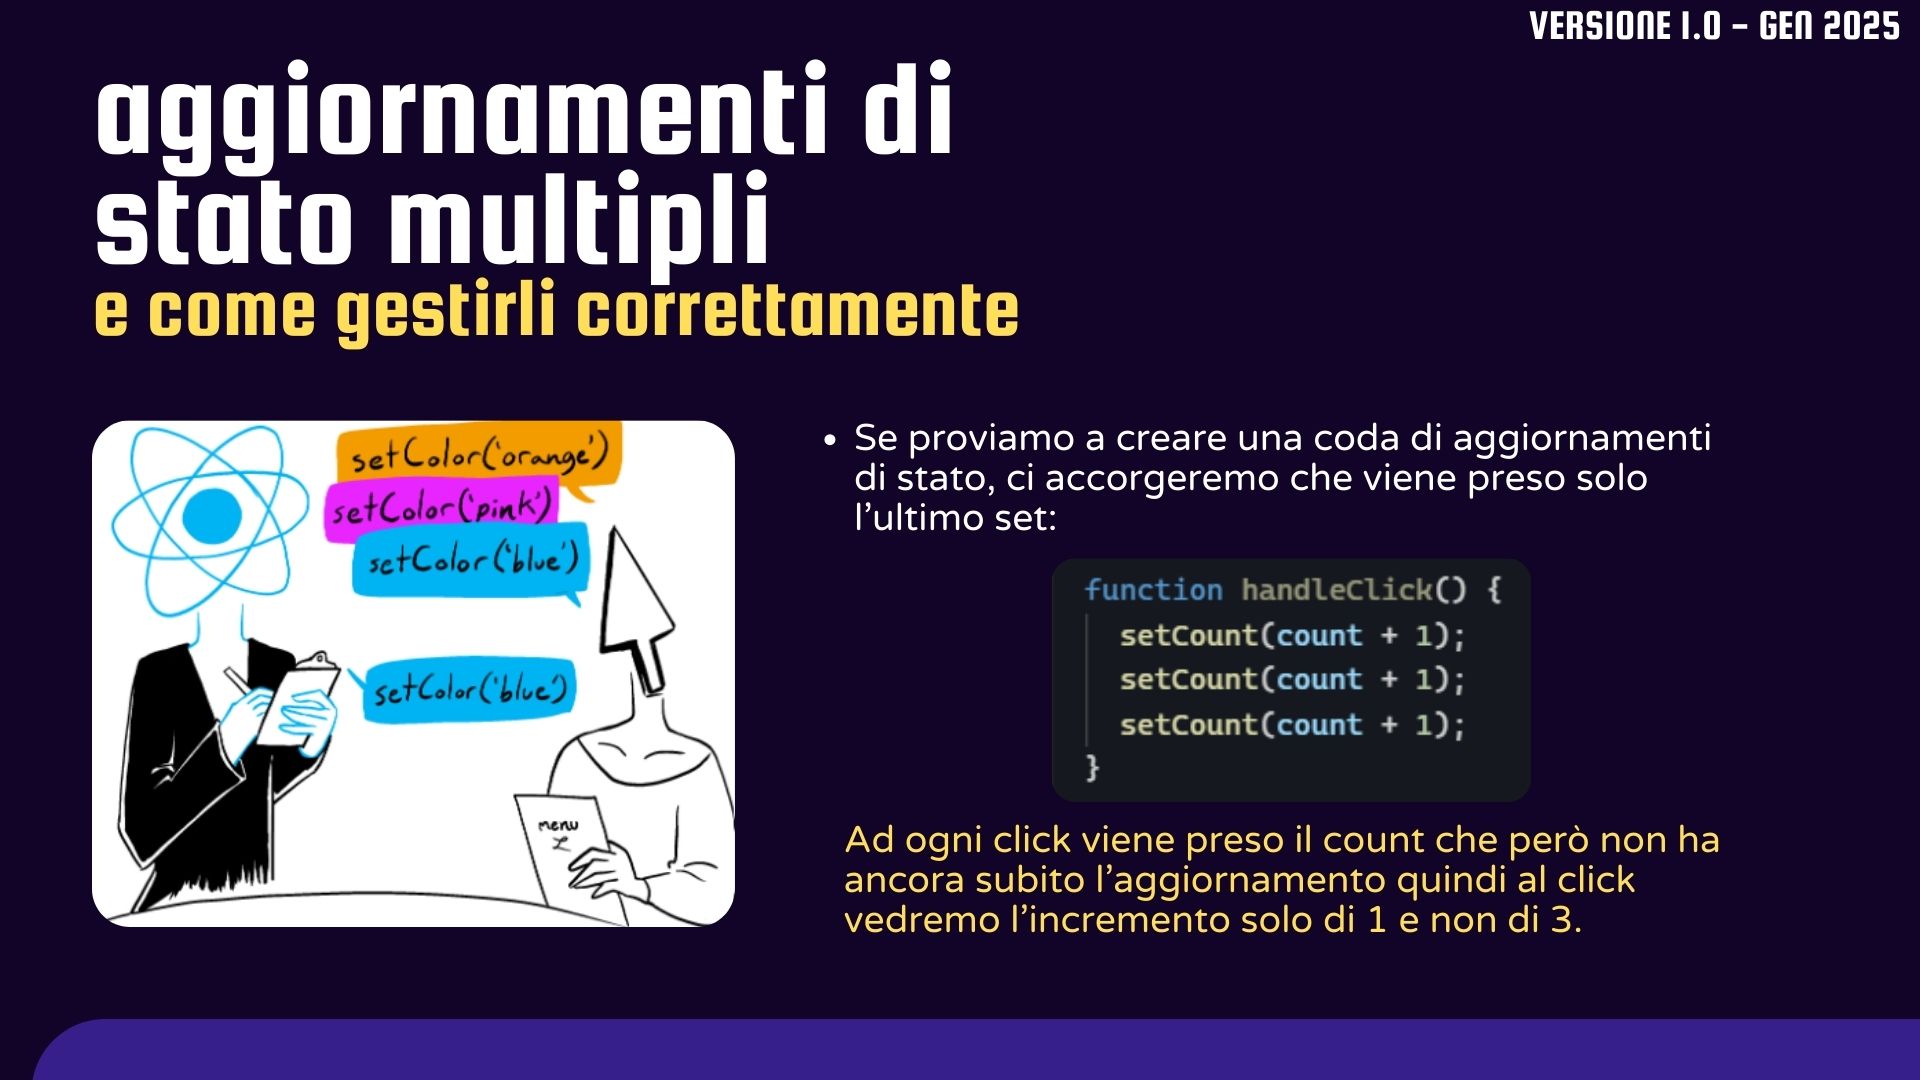 VERSIONE 1.0 - GEN 2025
aggiornamenti di
stato multipli
e come gestirli correttamente
setColor('orange')
setColor('pink')
setColor('blue')
setColor('blue')
menu
• Se proviamo a creare una coda di aggiornamenti
di stato, ci accorgeremo che viene preso solo
l’ultimo set:
function handleClick() {
setCount(count + 1);
setCount(count + 1);
setCount(count + 1);
}
Ad ogni click viene preso il count che però non ha
ancora subito l’aggiornamento quindi al click
vedremo l’incremento solo di 1 e non di 3.